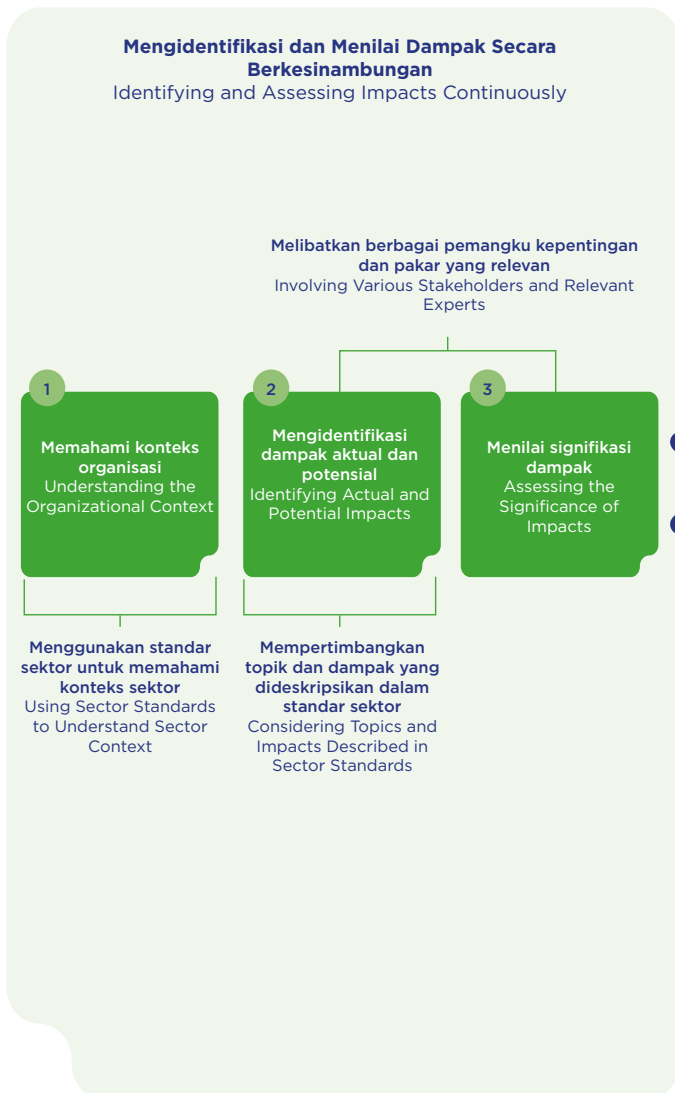 Mengidentifikasi dan Menilai Dampak Secara
Berkesinambungan
Identifying and Assessing Impacts Continuously
Melibatkan berbagai pemangku kepentingan
dan pakar yang relevan
Involving Various Stakeholders and Relevant
Experts
1
Memahami konteks
organisasi
Understanding the
Organizational Context
2
Mengidentifikasi
dampak aktual dan
potensial
Identifying Actual and
Potential Impacts
3
Menilai signifikasi
dampak
Assessing the
Significance of
Impacts
Menggunakan standar
sektor untuk memahami
konteks sektor
Using Sector Standards
to Understand Sector
Context
Mempertimbangkan
topik dan dampak yang
dideskripsikan dalam
standar sektor
Considering Topics and
Impacts Described in
Sector Standards